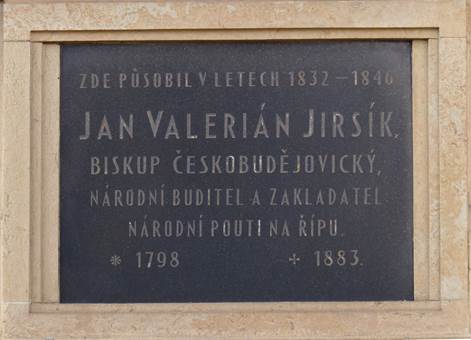 ZDE PŮSOBIL V LETECH 1832 – 1846
JAN VALERIÁN JIRSÍK,
BISKUP ČESKOBUDĚJOVICKÝ,
NÁRODNÍ BUDITEL A ZAKLADATEL
NÁRODNÍ POUTI NA ŘÍPU.
* 1798 ✢ 1883.